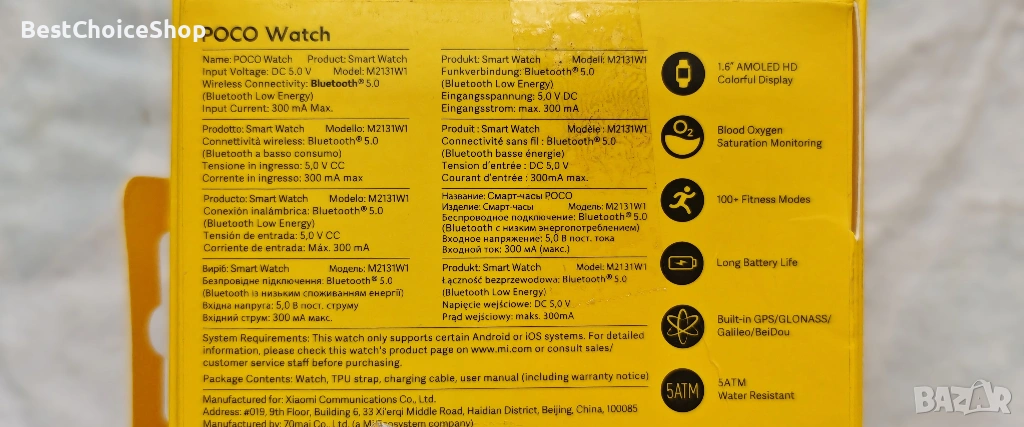 BestChoiceShop
POCO Watch
Name: POCO Watch Product: Smart Watch
Input Voltage: DC 5.0 V Model: M2131W1
Wireless Connectivity: Bluetooth® 5.0
(Bluetooth Low Energy)
Input Current: 300 mA Max.
Prodotto: Smart Watch Modello: M2131W1
Connettività wireless: Bluetooth® 5.0
(Bluetooth a basso consumo)
Tensione in ingresso: 5,0 V CC
Corrente in ingresso: 300 mA max
Producto: Smart Watch Modelo: M2131W1
Conexión inalámbrica: Bluetooth® 5.0
(Bluetooth Low Energy)
Tensión de entrada: 5,0 V CC
Corriente de entrada: Máx. 300 mA
Виріб: Smart Watch Модель: M2131W1
Безпровідне підключення: Bluetooth® 5.0
(Bluetooth із низьким споживанням енергії)
Вхідна напруга: 5,0 В пост. струму
Вхідний струм: 300 мА макс.
Produkt: Smart Watch Modell: M2131W1
Funkverbindung: Bluetooth® 5.0
(Bluetooth Low Energy)
Eingangsspannung: 5,0 V DC
Eingangsstrom: max. 300 mA
Produit : Smart Watch Modèle : M2131W1
Connectivité sans fil : Bluetooth® 5.0
(Bluetooth basse énergie)
Tension d'entrée : DC 5,0 V
Courant d'entrée : 300mA max.
Название: Смарт-часы POCO
Изделие: Смарт-часы Модель: M2131W1
Беспроводное подключение: Bluetooth® 5.0
(Bluetooth с низким энергопотреблением)
Входное напряжение: 5,0 В пост. тока
Входной ток: 300 мА (макс.)
Produkt: Smart Watch Model: M2131W1
Łączność bezprzewodowa: Bluetooth® 5.0
(Bluetooth Low Energy)
Napięcie wejściowe: DC 5,0 V
Prąd wejściowy: maks. 300mA
System Requirements: This watch only supports certain Android or iOS systems. For detailed
information, please check this watch's product page on www.mi.com or consult sales/
customer service staff before purchasing.
Package Contents: Watch, TPU strap, charging cable, user manual (including warranty notice)
Manufactured for: Xiaomi Communications Co., Ltd.
Address: #019, 9th Floor, Building 6, 33 Xi'erqi Middle Road, Haidian District, Beijing, China, 100085
Manufactured by: 70mai Co., Ltd. (a Mi Ecosystem company)
1.6" AMOLED HD
Colorful Display
O2
Blood Oxygen
Saturation Monitoring
100+ Fitness Modes
Long Battery Life
Built-in GPS/GLONASS/
Galileo/BeiDou
5ATM
5ATM
Water Resistant
BAZAR